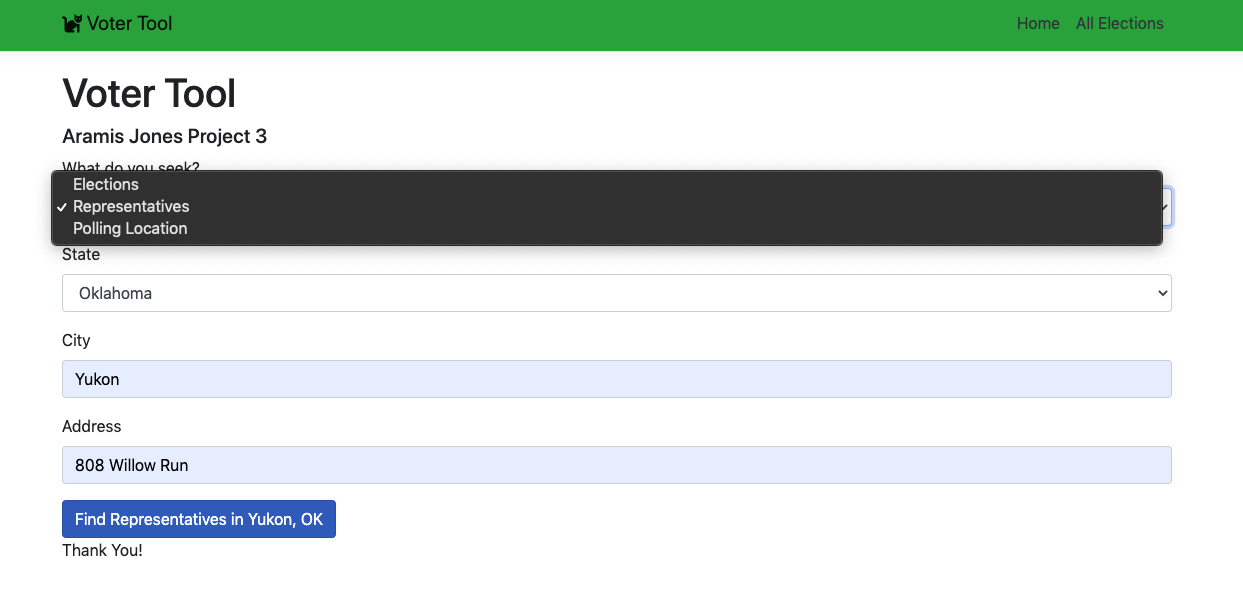 Voter Tool
Home
All Elections
Voter Tool
Aramis Jones Project 3
What do you seek?
Elections
Representatives
Polling Location
State
Oklahoma
City
Yukon
Address
808 Willow Run
Find Representatives in Yukon, OK
Thank You!